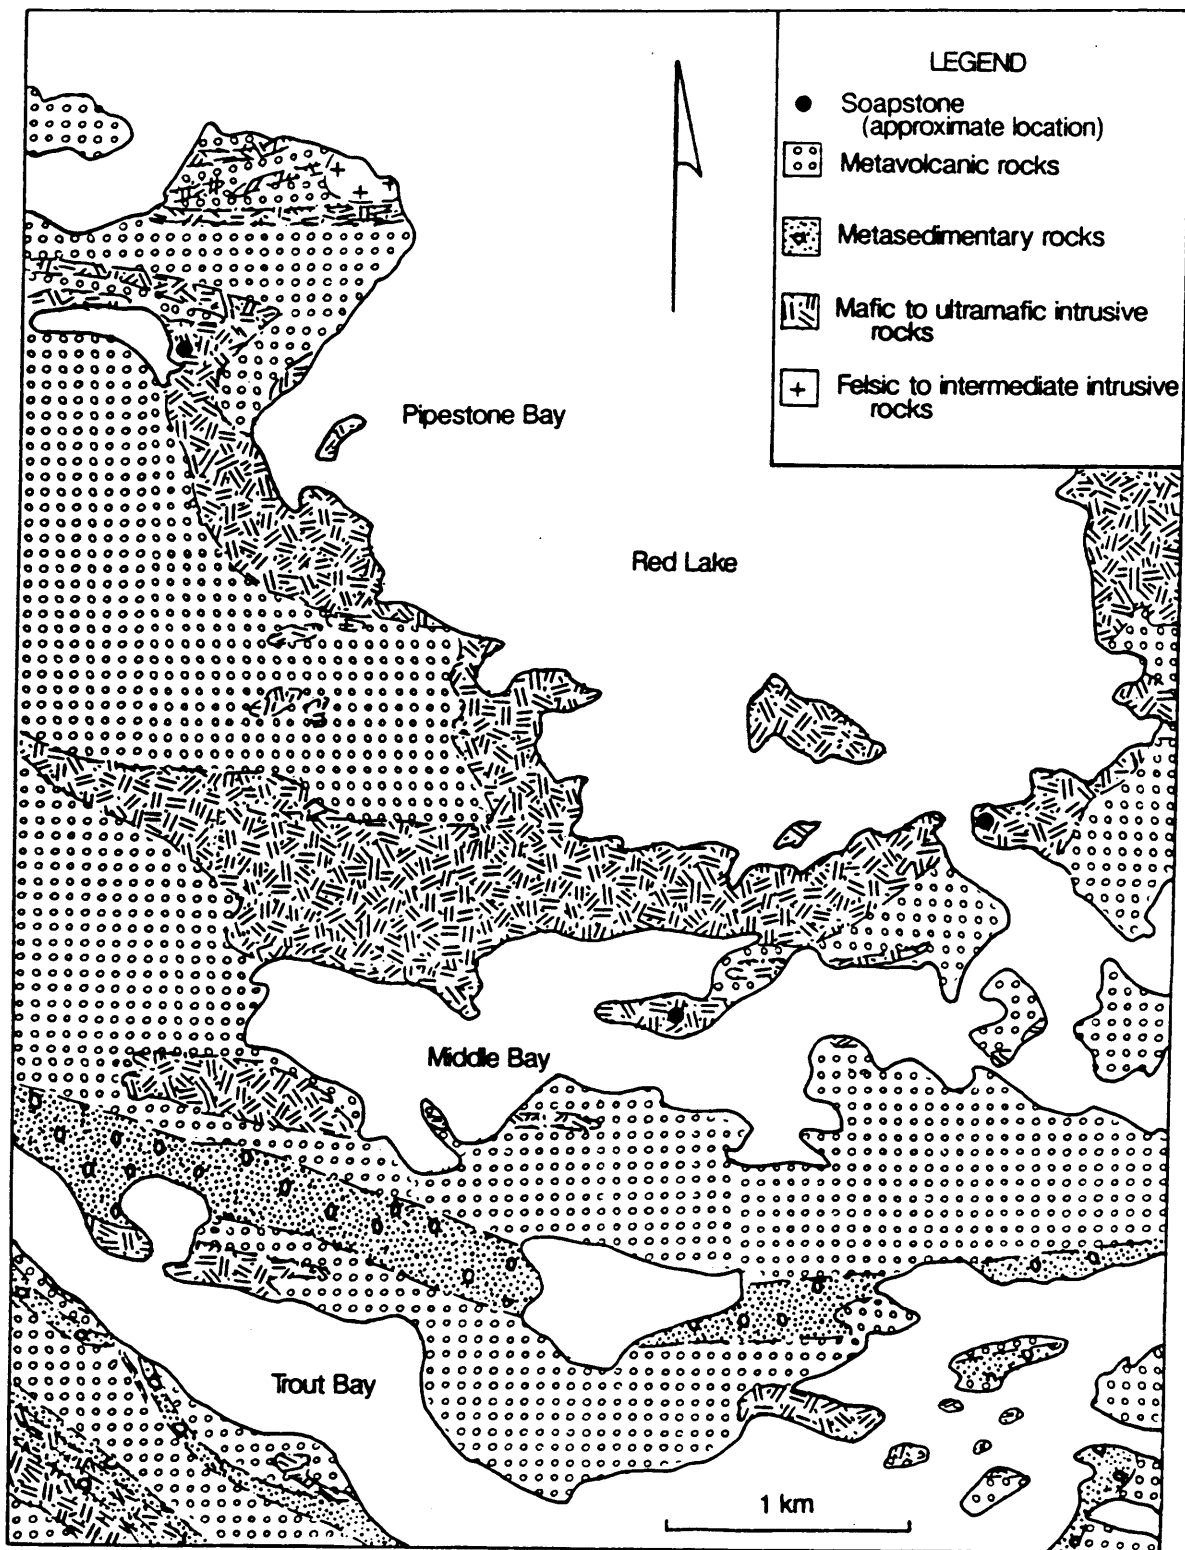 LEGEND
Soapstone
(approximate location)
Metavolcanic rocks
Metasedimentary rocks
Mafic to ultramafic intrusive
rocks
Felsic to intermediate intrusive
rocks
Pipestone Bay
Red Lake
Middle Bay
Trout Bay
1 km